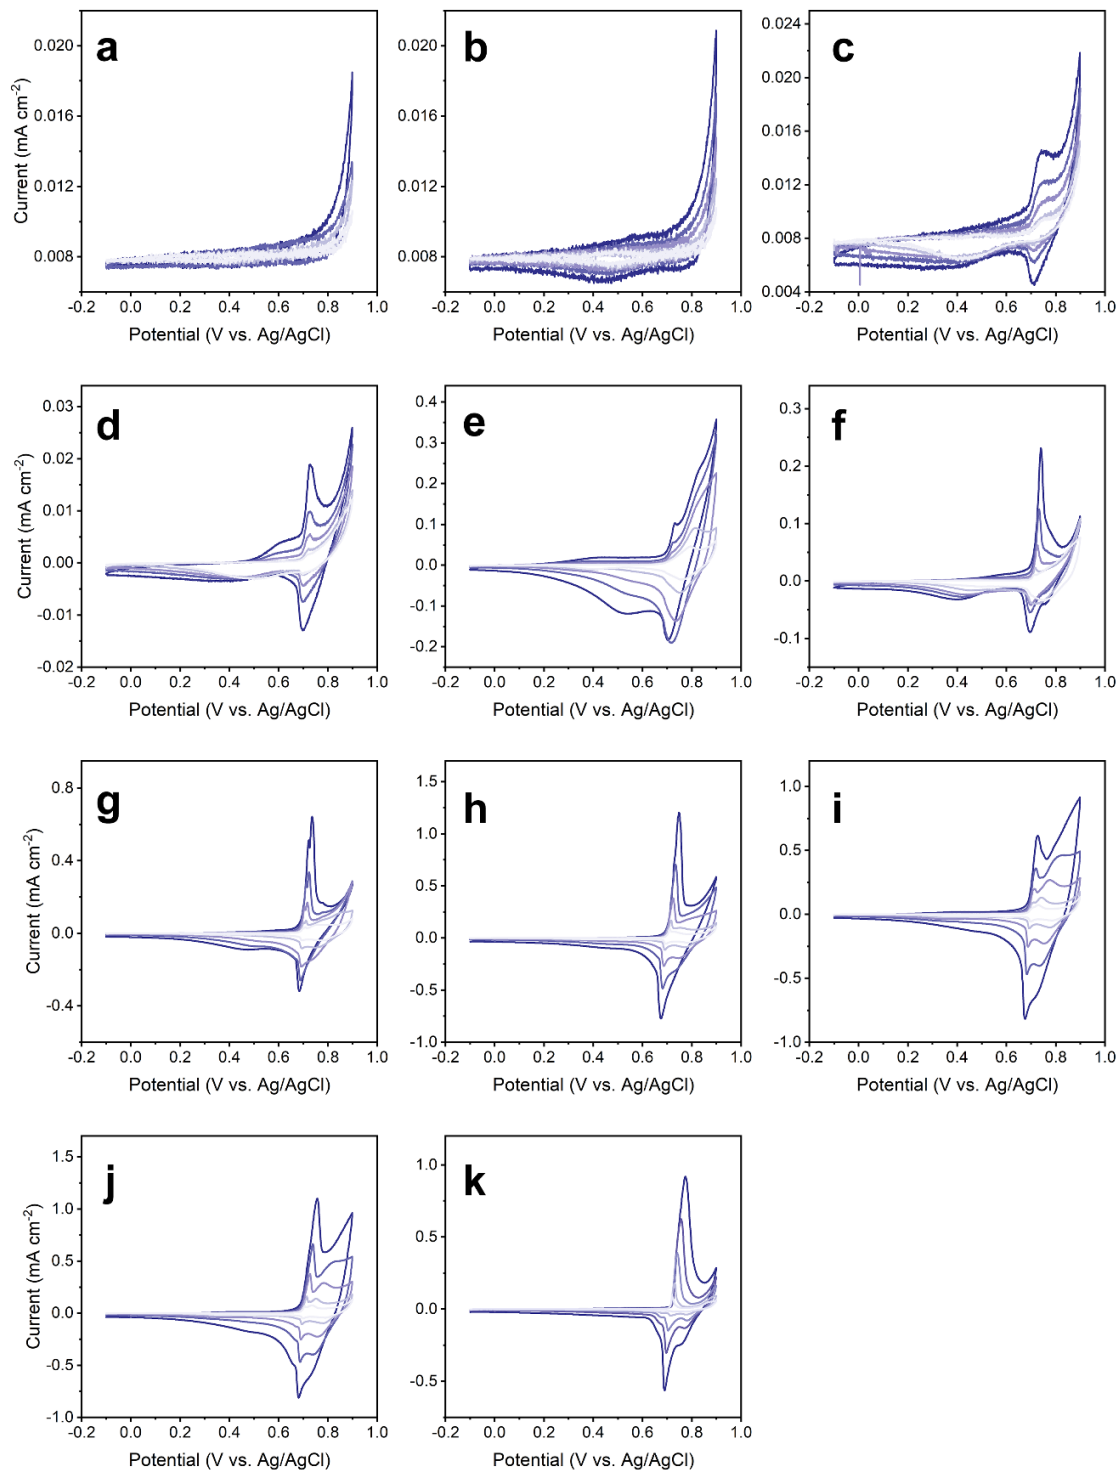 a
b
c
Current (mA cm-2)
0.020
0.016
0.012
0.008
-0.2 0.0 0.2 0.4 0.6 0.8 1.0
Potential (V vs. Ag/AgCl)
0.020
0.016
0.012
0.008
-0.2 0.0 0.2 0.4 0.6 0.8 1.0
Potential (V vs. Ag/AgCl)
0.024
0.020
0.016
0.012
0.008
0.004
-0.2 0.0 0.2 0.4 0.6 0.8 1.0
Potential (V vs. Ag/AgCl)
d
e
f
Current (mA cm-2)
0.03
0.02
0.01
0.00
-0.01
-0.02
-0.2 0.0 0.2 0.4 0.6 0.8 1.0
Potential (V vs. Ag/AgCl)
0.4
0.3
0.2
0.1
0.0
-0.1
-0.2
-0.2 0.0 0.2 0.4 0.6 0.8 1.0
Potential (V vs. Ag/AgCl)
0.3
0.2
0.1
0.0
-0.1
-0.2 0.0 0.2 0.4 0.6 0.8 1.0
Potential (V vs. Ag/AgCl)
g
h
i
Current (mA cm-2)
0.8
0.4
0.0
-0.4
-0.2 0.0 0.2 0.4 0.6 0.8 1.0
Potential (V vs. Ag/AgCl)
1.5
1.0
0.5
0.0
-0.5
-1.0
-0.2 0.0 0.2 0.4 0.6 0.8 1.0
Potential (V vs. Ag/AgCl)
1.0
0.5
0.0
-0.5
-1.0
-0.2 0.0 0.2 0.4 0.6 0.8 1.0
Potential (V vs. Ag/AgCl)
j
k
Current (mA cm-2)
1.5
1.0
0.5
0.0
-0.5
-1.0
-0.2 0.0 0.2 0.4 0.6 0.8 1.0
Potential (V vs. Ag/AgCl)
1.0
0.5
0.0
-0.5
-0.2 0.0 0.2 0.4 0.6 0.8 1.0
Potential (V vs. Ag/AgCl)